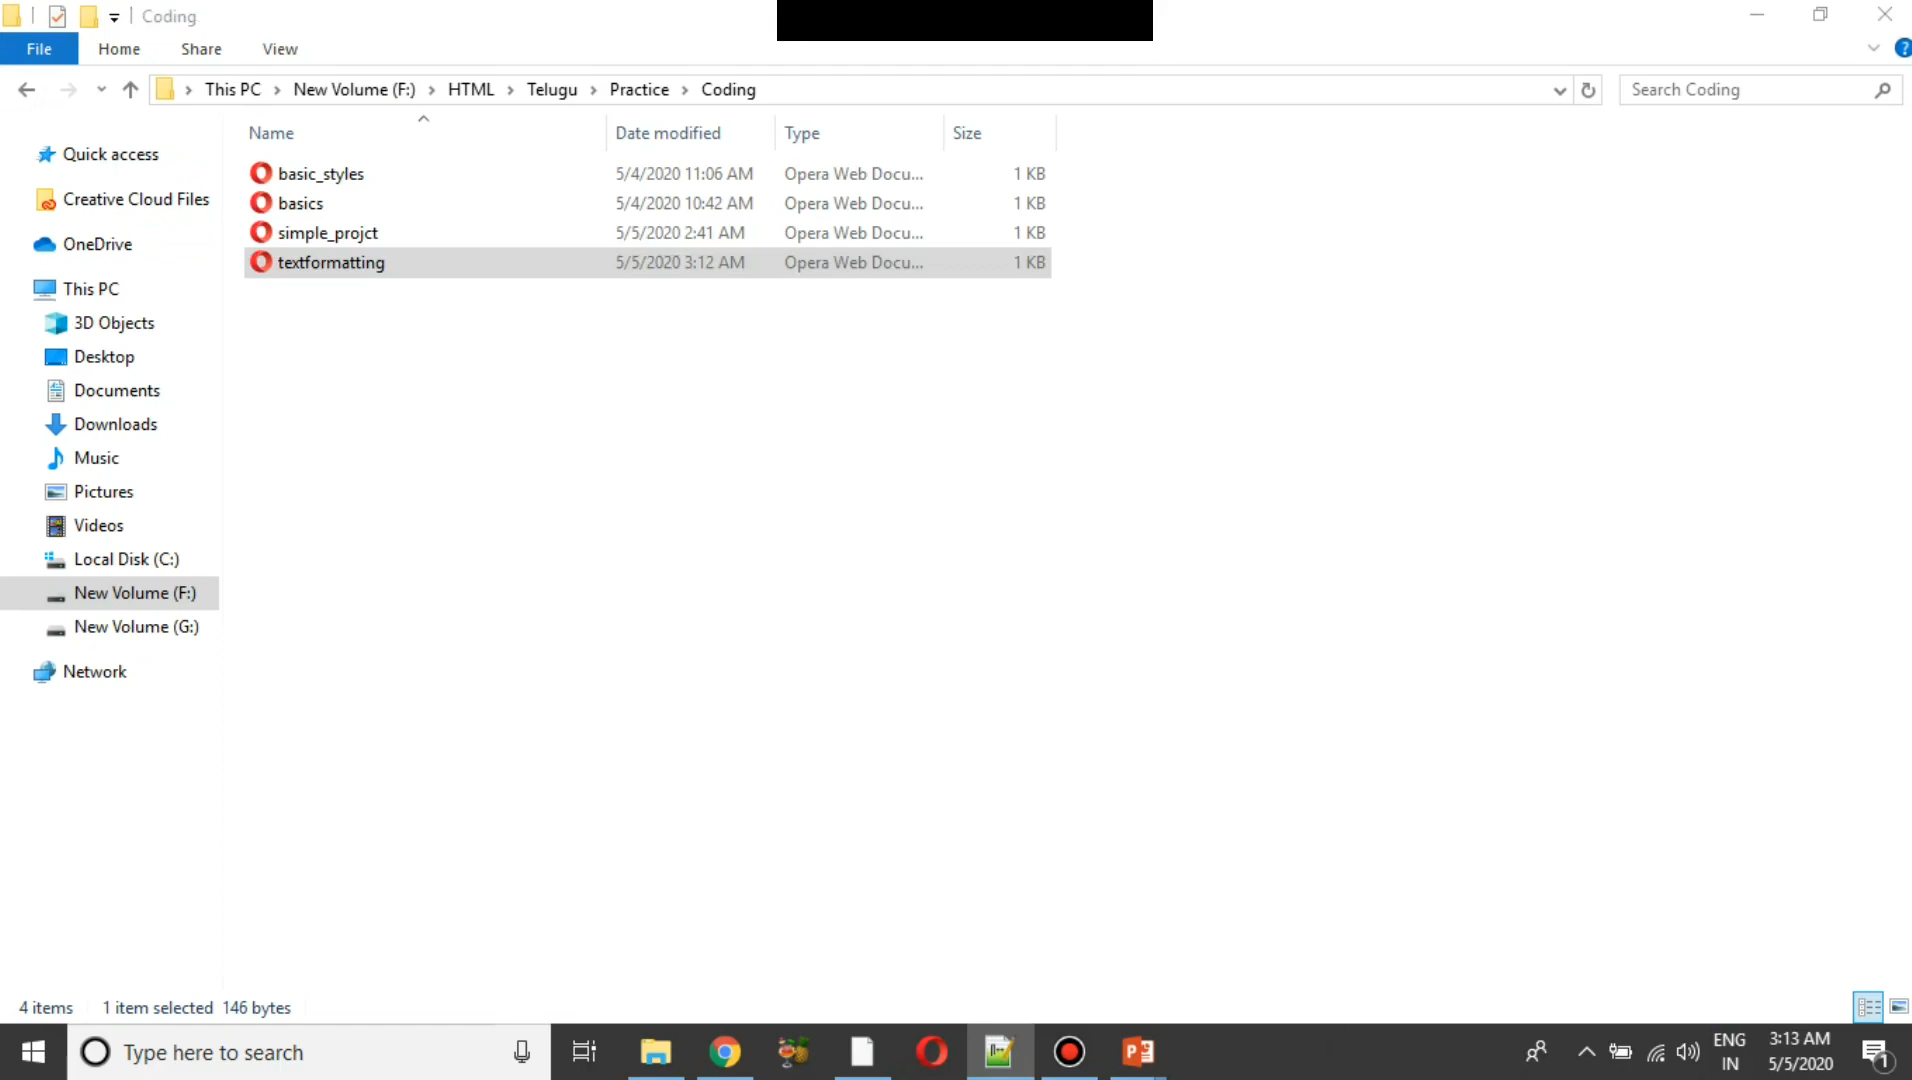 Coding
File Home Share View
This PC New Volume (F:) HTML Telugu Practice Coding
Search Coding
Name Date modified Type Size
basic_styles 5/4/2020 11:06 AM Opera Web Docu... 1 KB
basics 5/4/2020 10:42 AM Opera Web Docu... 1 KB
simple_projct 5/5/2020 2:41 AM Opera Web Docu... 1 KB
textformatting 5/5/2020 3:12 AM Opera Web Docu... 1 KB
Quick access
Creative Cloud Files
OneDrive
This PC
3D Objects
Desktop
Documents
Downloads
Music
Pictures
Videos
Local Disk (C:)
New Volume (F:)
New Volume (G:)
Network
4 items 1 item selected 146 bytes
Type here to search
ENG
IN
3:13 AM
5/5/2020
1